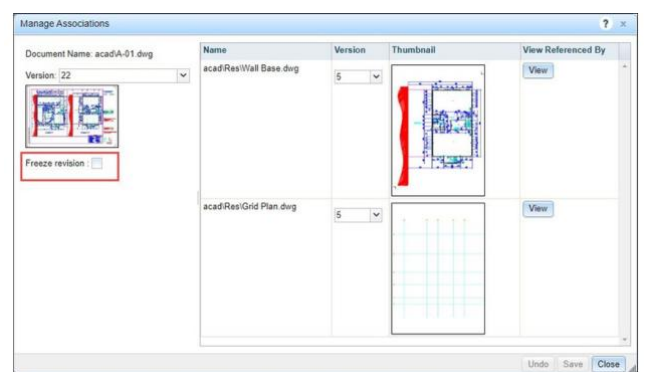 Manage Associations
? x
Document Name: acad\A-01.dwg
Version: 22
Freeze revision :
Name Version Thumbnail View Referenced By
acad\Res\Wall Base.dwg 5 View
acad\Res\Grid Plan.dwg 5 View
Undo Save Close